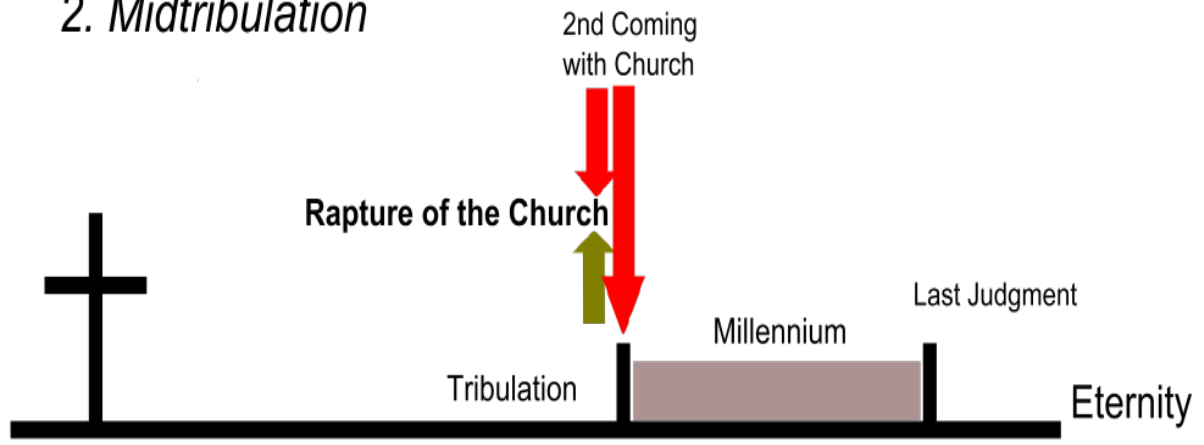 2. Midtribulation
2nd Coming
with Church
Rapture of the Church
Last Judgment
Millennium
Tribulation
Eternity